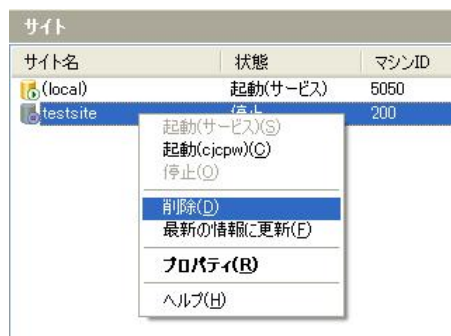 サイト
サイト名 状態 マシンID
(local) 起動(サービス) 5050
testsite 停止 200
起動(サービス)(S)
起動(cjcpw)(C)
停止(O)
削除(D)
最新の情報に更新(F)
プロパティ(R)
ヘルプ(H)